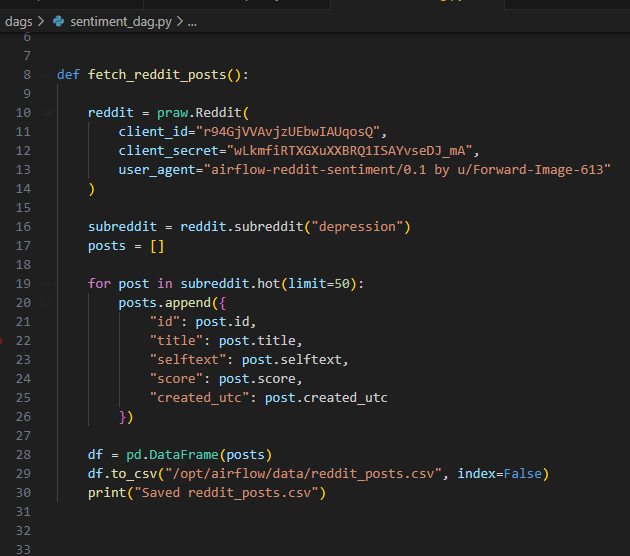 dags > sentiment_dag.py > ...
6
7
8 def fetch_reddit_posts():
9
10 reddit = praw.Reddit(
11 client_id="r94GjVVAvjzUEbwIAUqosQ",
12 client_secret="wLkmfiRTXGXuXXBRQ1ISAYvseDJ_mA",
13 user_agent="airflow-reddit-sentiment/0.1 by u/Forward-Image-613"
14 )
15
16 subreddit = reddit.subreddit("depression")
17 posts = []
18
19 for post in subreddit.hot(limit=50):
20 posts.append({
21 "id": post.id,
22 "title": post.title,
23 "selftext": post.selftext,
24 "score": post.score,
25 "created_utc": post.created_utc
26 })
27
28 df = pd.DataFrame(posts)
29 df.to_csv("/opt/airflow/data/reddit_posts.csv", index=False)
30 print("Saved reddit_posts.csv")
31
32
33